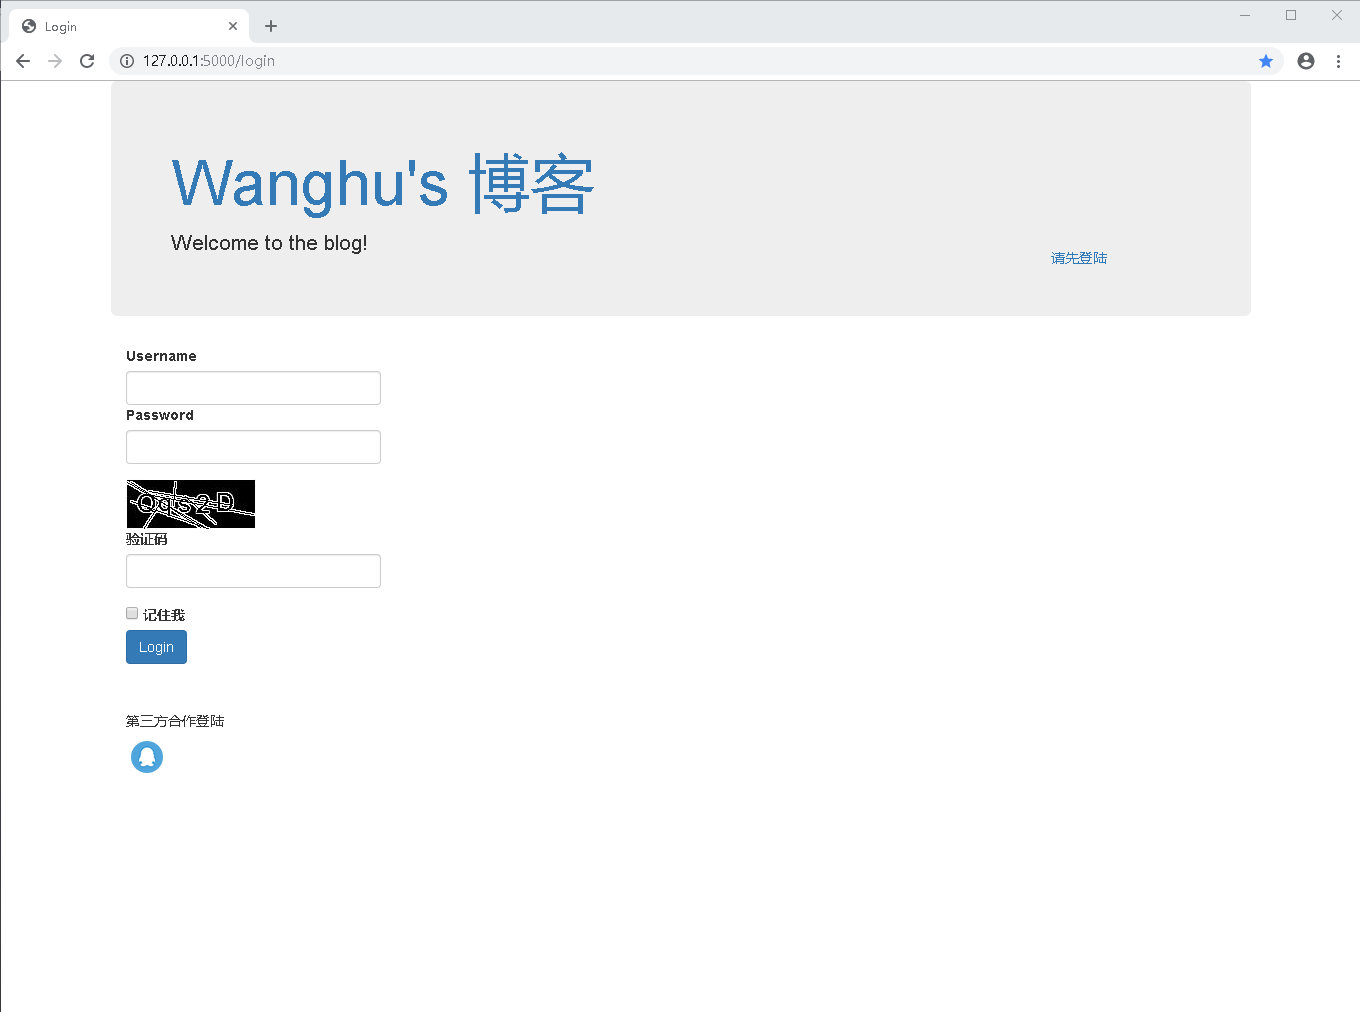 Login
127.0.0.1:5000/login
Wanghu's 博客
Welcome to the blog!
请先登陆
Username
Password
验证码
记住我
Login
第三方合作登陆